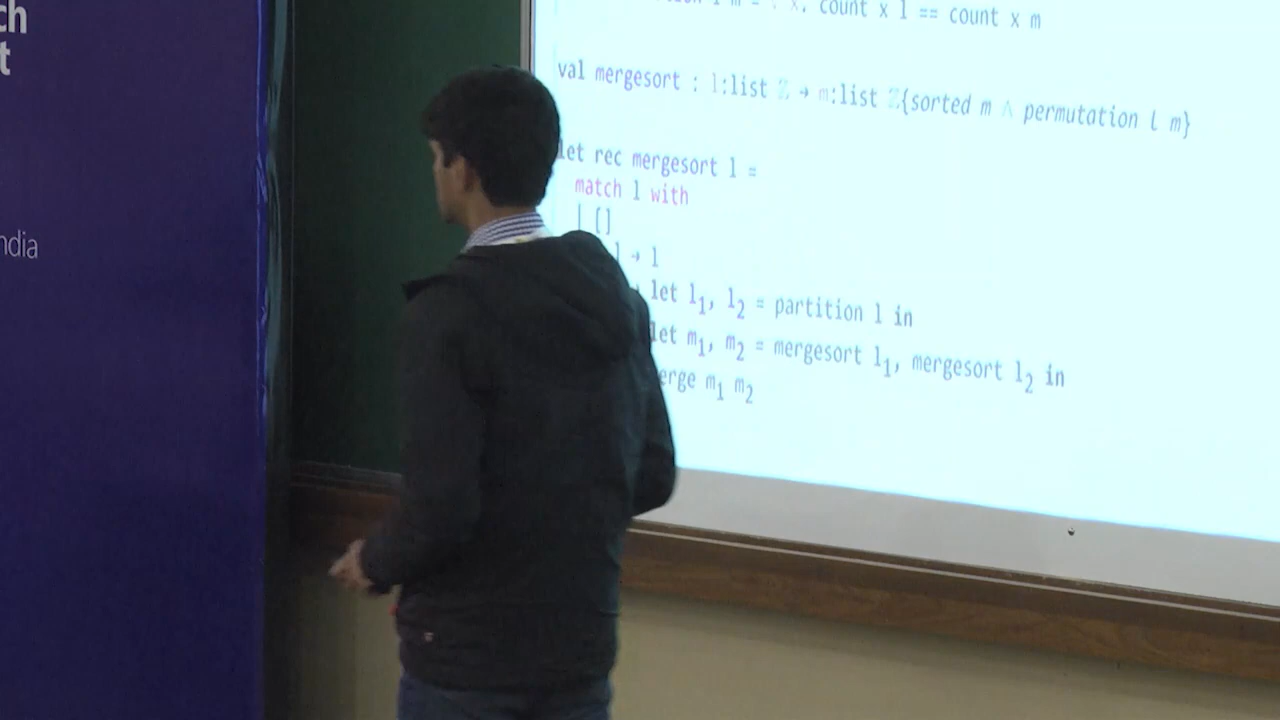 ch
t
ndia
l m = ∀ x. count x l == count x m
val mergesort : l:list ℤ → m:list ℤ{sorted m ∧ permutation l m}
let rec mergesort l =
match l with
| []
l → l
let l₁, l₂ = partition l in
let m₁, m₂ = mergesort l₁, mergesort l₂ in
erge m₁ m₂